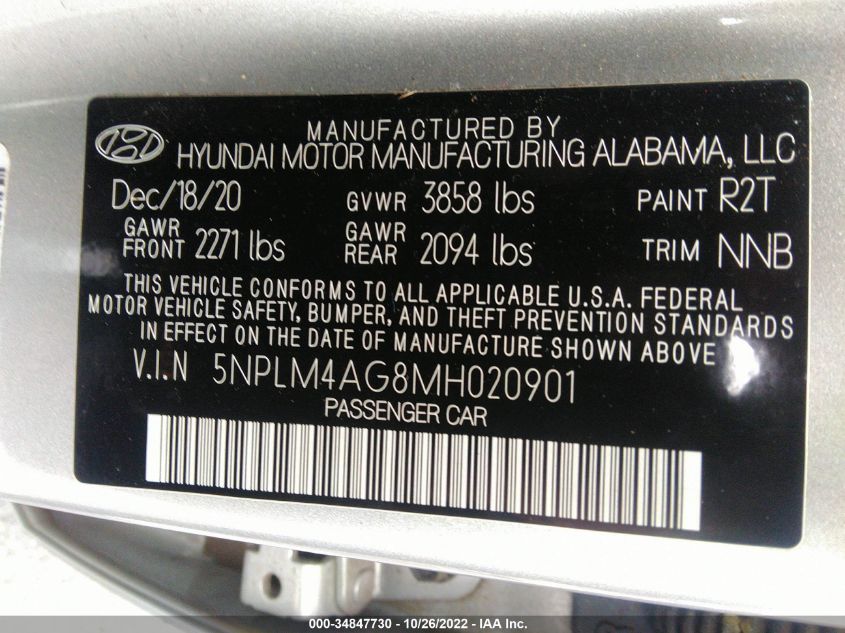 MANUFACTURED BY
HYUNDAI MOTOR MANUFACTURING ALABAMA, LLC
Dec/18/20 GVWR 3858 lbs PAINT R2T
GAWR FRONT 2271 lbs GAWR REAR 2094 lbs TRIM NNB
THIS VEHICLE CONFORMS TO ALL APPLICABLE U.S.A. FEDERAL
MOTOR VEHICLE SAFETY, BUMPER, AND THEFT PREVENTION STANDARDS
IN EFFECT ON THE DATE OF MANUFACTURE SHOWN ABOVE
V.I.N 5NPLM4AG8MH020901
PASSENGER CAR
000-34847730 - 10/26/2022 - IAA Inc.